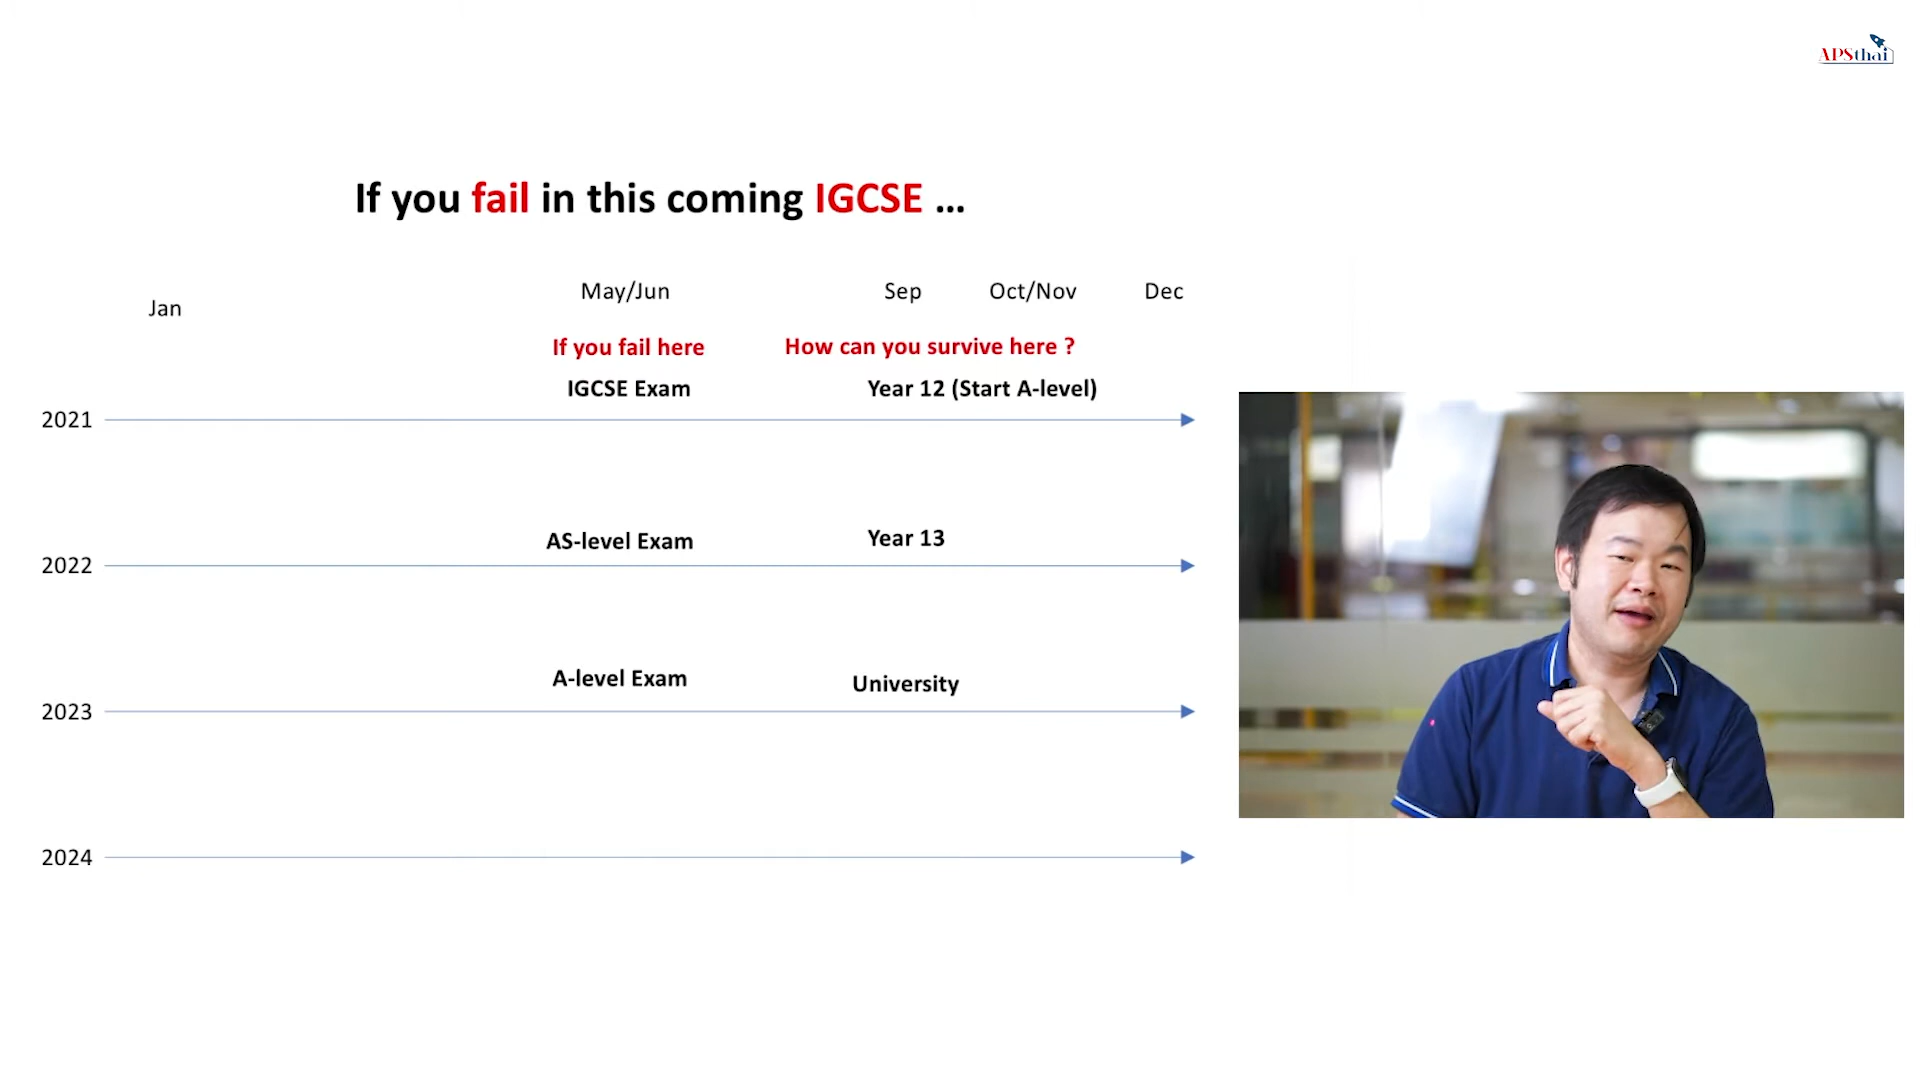 APSthai
If you fail in this coming IGCSE ...
Jan
May/Jun
Sep
Oct/Nov
Dec
If you fail here
How can you survive here ?
IGCSE Exam
Year 12 (Start A-level)
2021
AS-level Exam
Year 13
2022
A-level Exam
University
2023
2024